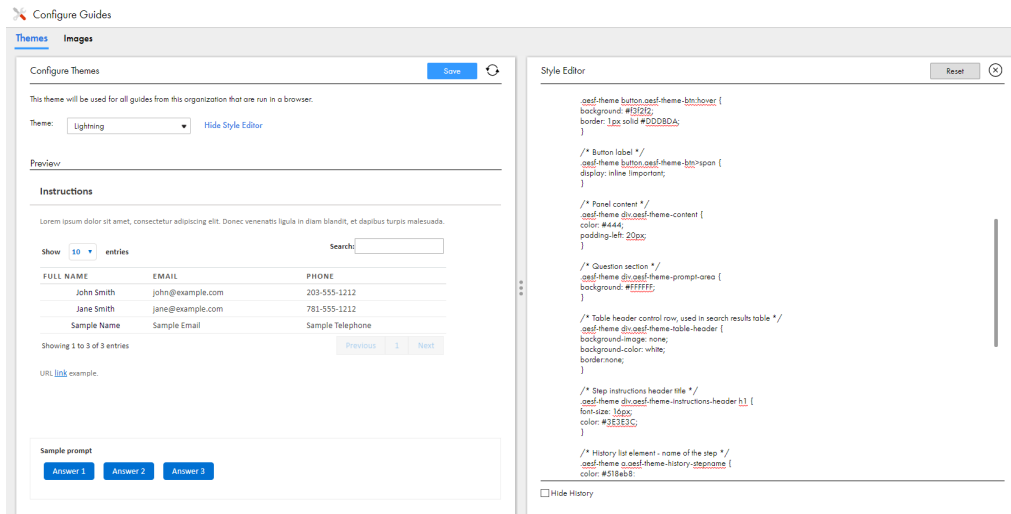 Configure Guides
Themes Images
Configure Themes Save
This theme will be used for all guides from this organization that are run in a browser.
Theme: Lightning Hide Style Editor
Preview
Instructions
Lorem ipsum dolor sit amet, consectetur adipiscing elit. Donec venenatis ligula in diam blandit, et dapibus turpis malesuada.
Show 10 entries Search:
FULL NAME EMAIL PHONE
John Smith john@example.com 203-555-1212
Jane Smith jane@example.com 781-555-1212
Sample Name Sample Email Sample Telephone
Showing 1 to 3 of 3 entries Previous 1 Next
URL link example.
Sample prompt
Answer 1 Answer 2 Answer 3
Style Editor Reset
.aesf-theme button.aesf-theme-btn:hover {
background: #f3f2f2;
border: 1px solid #DDDBDA;
}
/* Button label */
.aesf-theme button.aesf-theme-btn>span {
display: inline !important;
}
/* Panel content */
.aesf-theme div.aesf-theme-content {
color: #444;
padding-left: 20px;
}
/* Question section */
.aesf-theme div.aesf-theme-prompt-area {
background: #FFFFFF;
}
/* Table header control row, used in search results table */
.aesf-theme div.aesf-theme-table-header {
background-image: none;
background-color: white;
border:none;
}
/* Step instructions header title */
.aesf-theme div.aesf-theme-instructions-header h1 {
font-size: 16px;
color: #3E3E3C;
}
/* History list element - name of the step */
.aesf-theme a.aesf-theme-history-stepname {
color: #518eb8;
Hide History